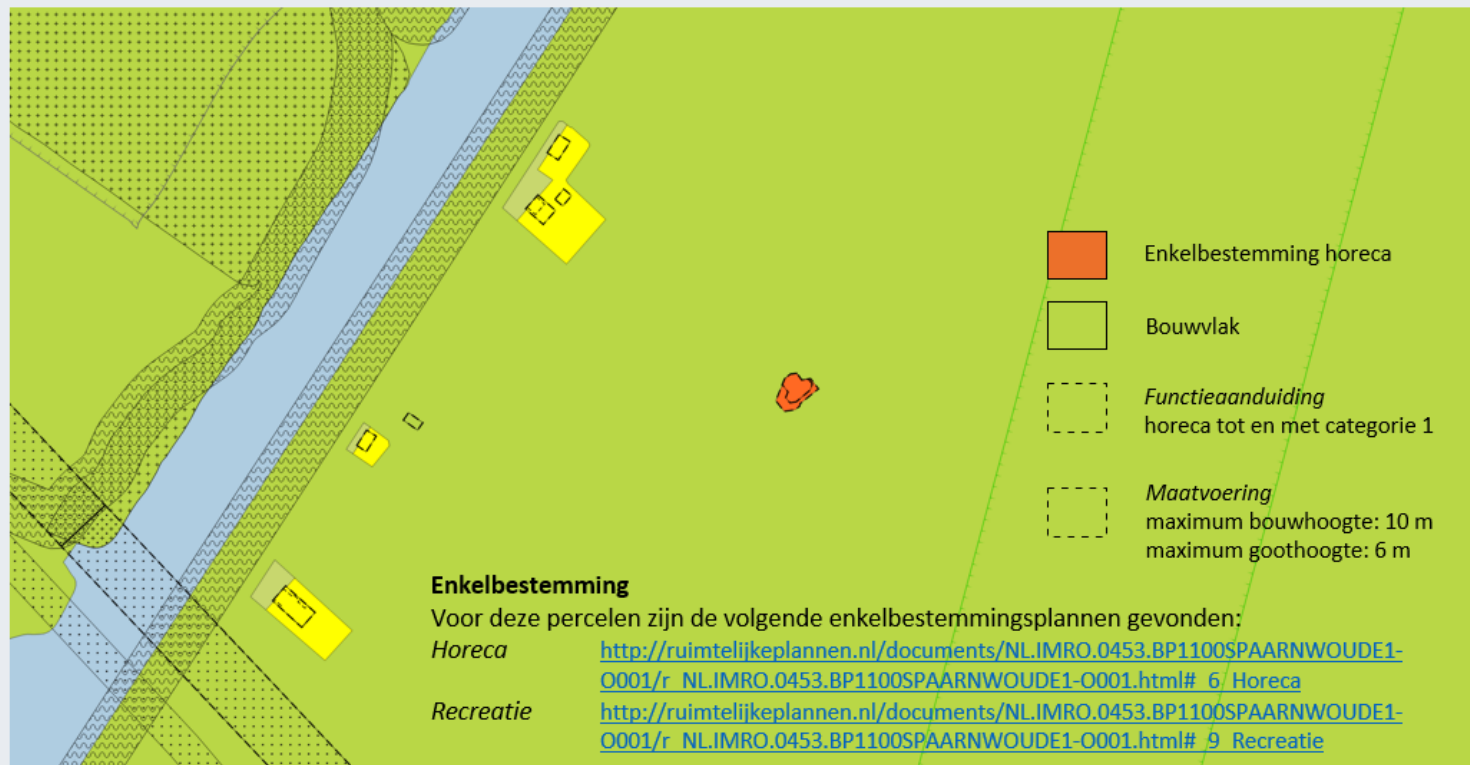 Enkelbestemming horeca
Bouwvlak
Functieaanduiding
horeca tot en met categorie 1
Maatvoering
maximum bouwhoogte: 10 m
maximum goothoogte: 6 m
Enkelbestemming
Voor deze percelen zijn de volgende enkelbestemmingsplannen gevonden:
Horeca http://ruimtelijkeplannen.nl/documents/NL.IMRO.0453.BP1100SPAARNWOUDE1-
O001/r_NL.IMRO.0453.BP1100SPAARNWOUDE1-O001.html#_6_Horeca
Recreatie http://ruimtelijkeplannen.nl/documents/NL.IMRO.0453.BP1100SPAARNWOUDE1-
O001/r_NL.IMRO.0453.BP1100SPAARNWOUDE1-O001.html#_9_Recreatie